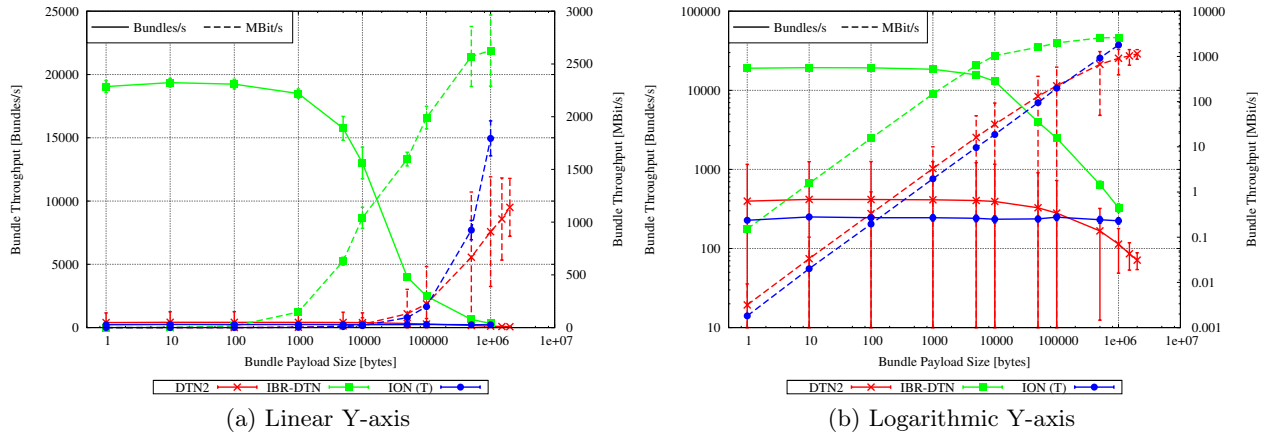 Bundles/s MBit/s
25000
20000
15000
10000
5000
0
Bundle Throughput [Bundles/s]
3000
2500
2000
1500
1000
500
0
Bundle Throughput [MBit/s]
1 10 100 1000 10000 100000 1e+06 1e+07
Bundle Payload Size [bytes]
DTN2 IBR-DTN ION (T)
(a) Linear Y-axis
Bundles/s MBit/s
100000
10000
1000
100
10
Bundle Throughput [Bundles/s]
10000
1000
100
10
1
0.1
0.01
0.001
Bundle Throughput [MBit/s]
1 10 100 1000 10000 100000 1e+06 1e+07
Bundle Payload Size [bytes]
DTN2 IBR-DTN ION (T)
(b) Logarithmic Y-axis